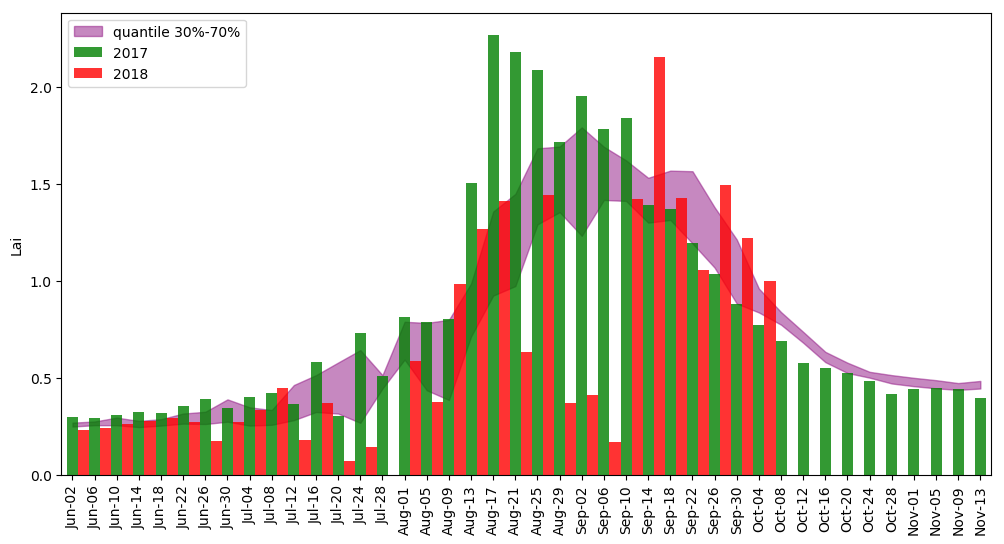 quantile 30%-70%
2017
2018
Lai
2.0
1.5
1.0
0.5
0.0
Jun-02
Jun-06
Jun-10
Jun-14
Jun-18
Jun-22
Jun-26
Jun-30
Jul-04
Jul-08
Jul-12
Jul-16
Jul-20
Jul-24
Jul-28
Aug-01
Aug-05
Aug-09
Aug-13
Aug-17
Aug-21
Aug-25
Aug-29
Sep-02
Sep-06
Sep-10
Sep-14
Sep-18
Sep-22
Sep-26
Sep-30
Oct-04
Oct-08
Oct-12
Oct-16
Oct-20
Oct-24
Oct-28
Nov-01
Nov-05
Nov-09
Nov-13